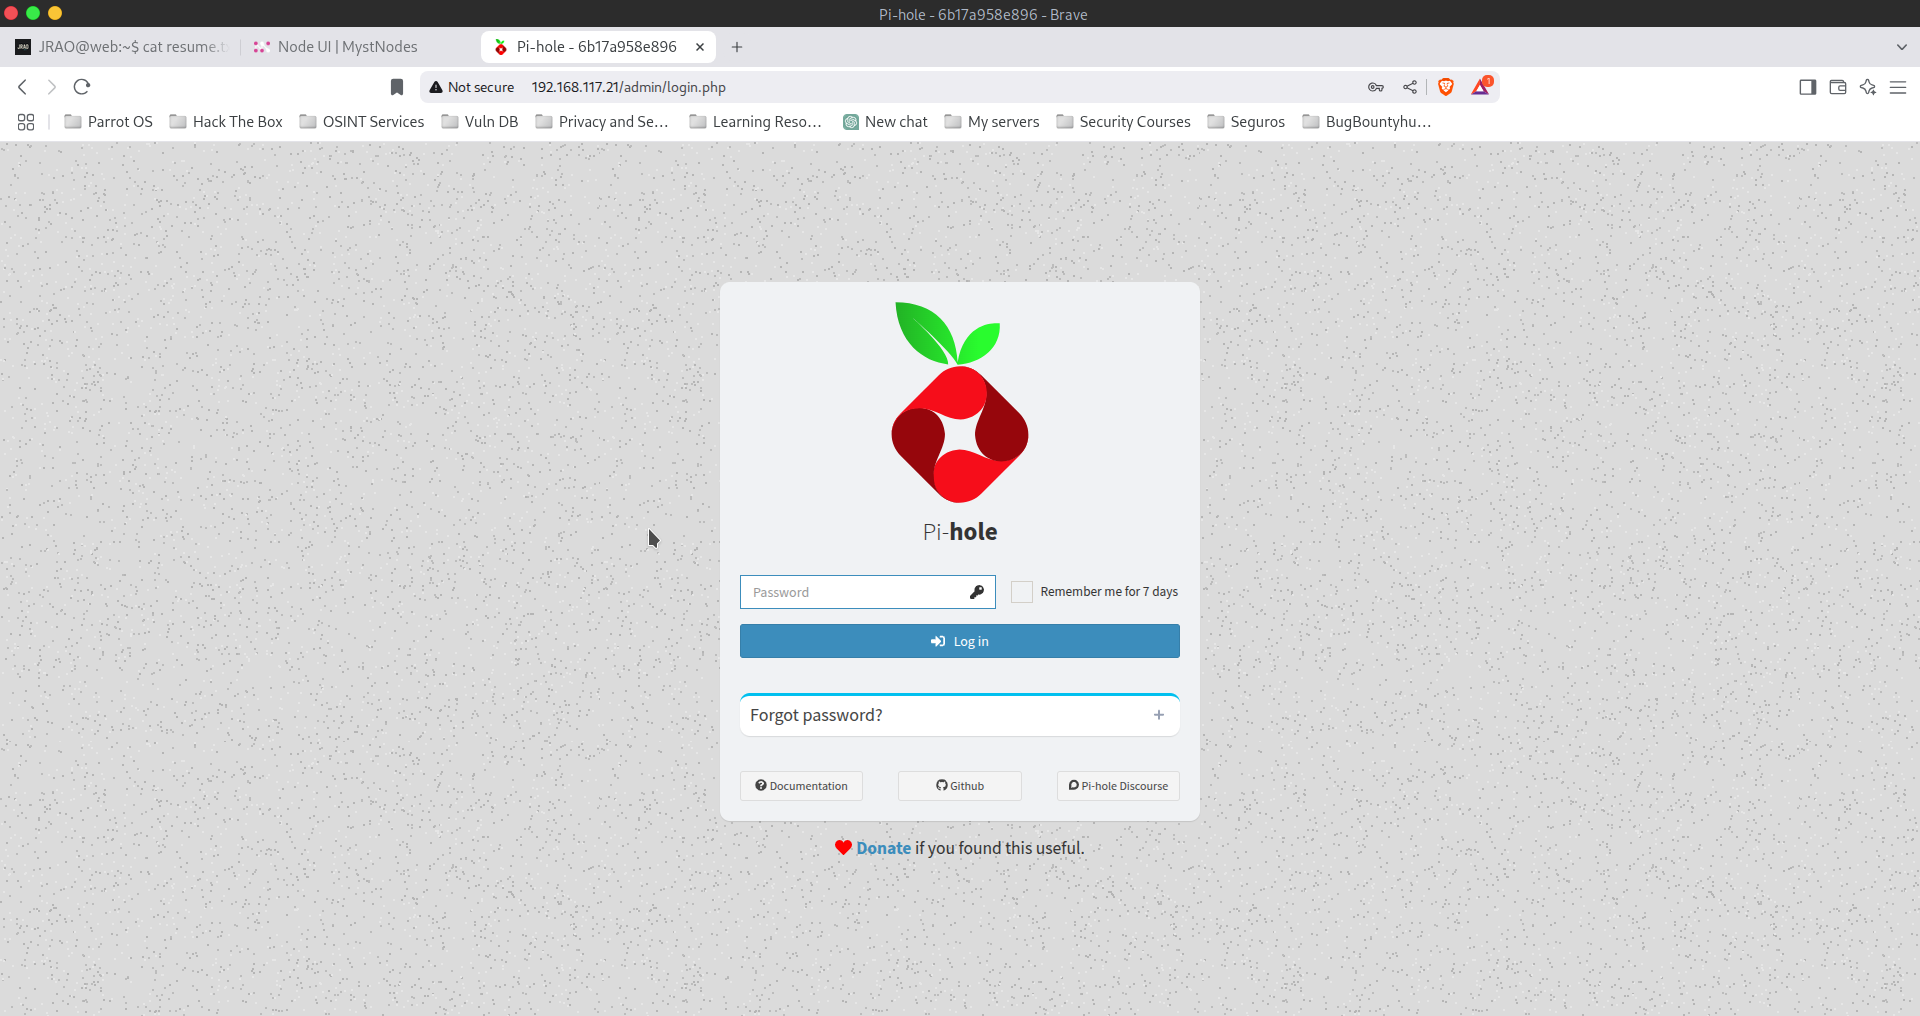 Pi-hole - 6b17a958e896 - Brave
JRAO@web:~$ cat resume.t
Node UI | MystNodes
Pi-hole - 6b17a958e896
Not secure
192.168.117.21/admin/login.php
1
Parrot OS
Hack The Box
OSINT Services
Vuln DB
Privacy and Se...
Learning Reso...
New chat
My servers
Security Courses
Seguros
BugBountyhu...
Pi-hole
Password
Remember me for 7 days
Log in
Forgot password?
Documentation
Github
Pi-hole Discourse
Donate if you found this useful.